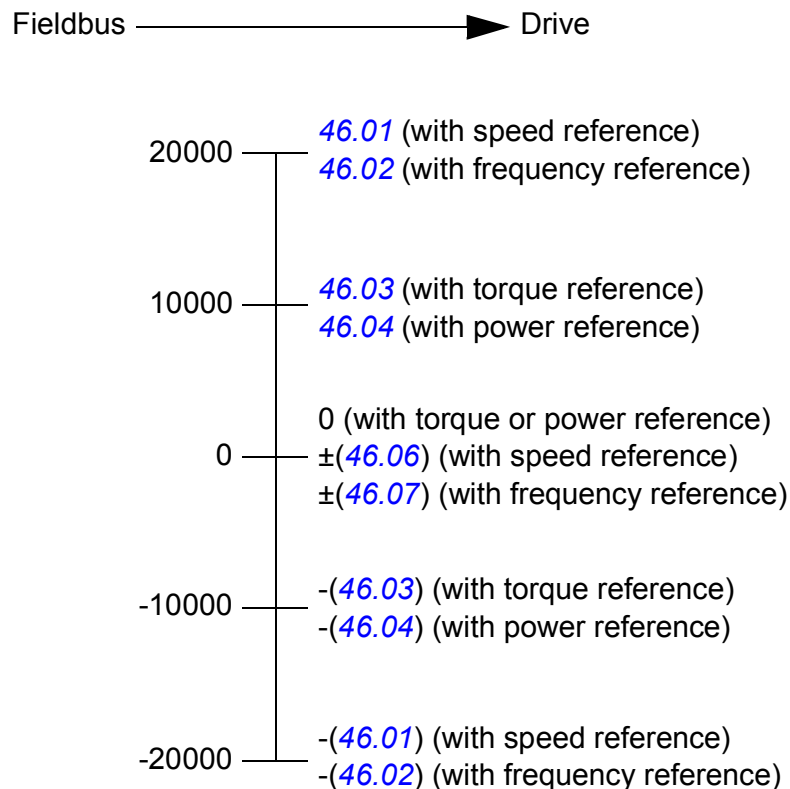 Fieldbus Drive
46.01 (with speed reference)
20000
46.02 (with frequency reference)
46.03 (with torque reference)
10000
46.04 (with power reference)
0 (with torque or power reference)
0 ±(46.06) (with speed reference)
±(46.07) (with frequency reference)
-(46.03) (with torque reference)
-10000
-(46.04) (with power reference)
-(46.01) (with speed reference)
-20000
-(46.02) (with frequency reference)